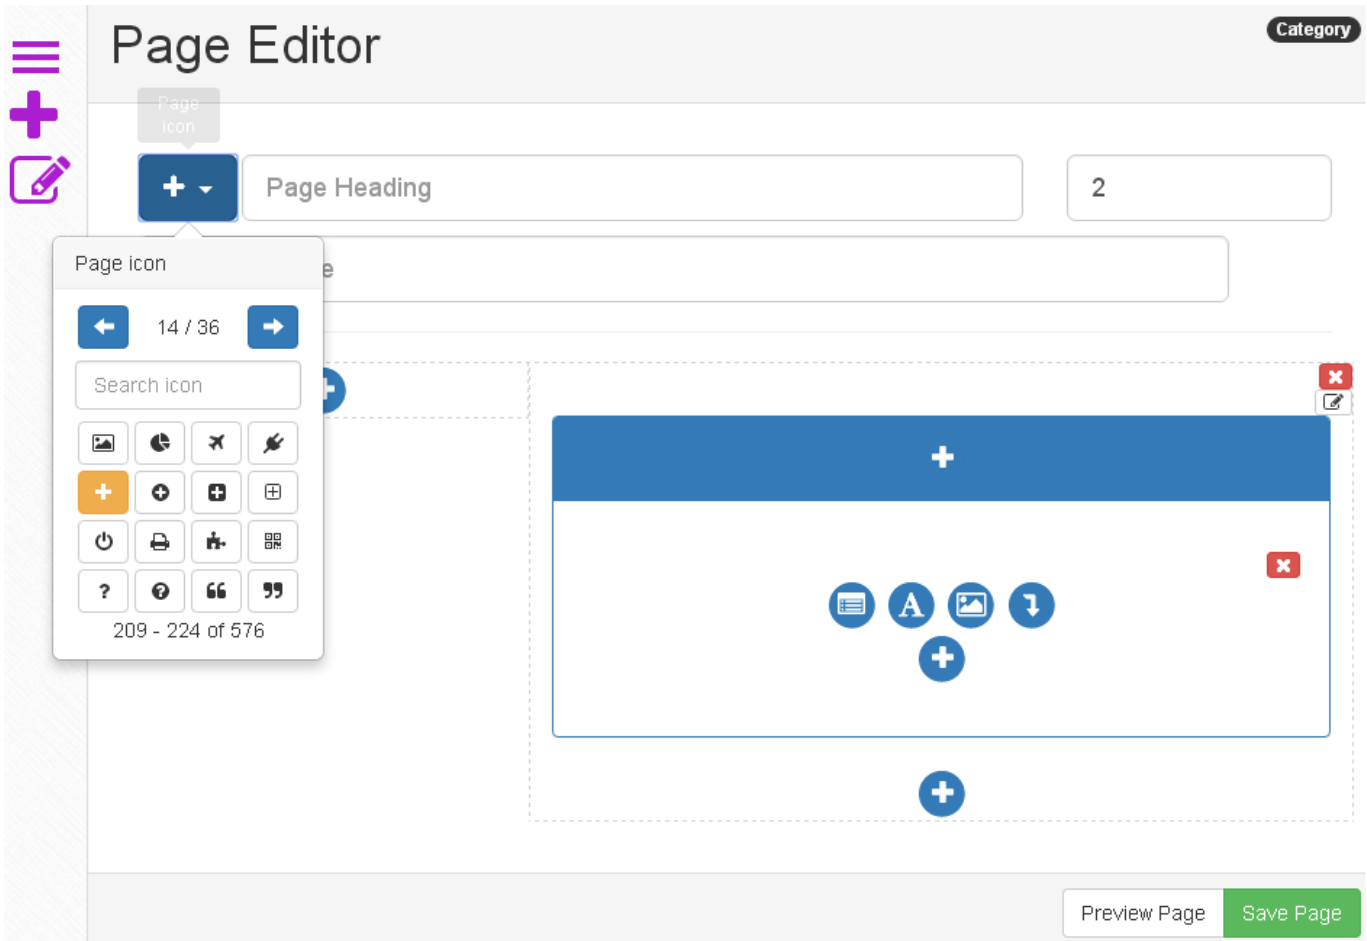 Page Editor
Category
Page
icon
Page Heading
2
Page icon
e
14 / 36
Search icon
209 - 224 of 576
Preview Page
Save Page